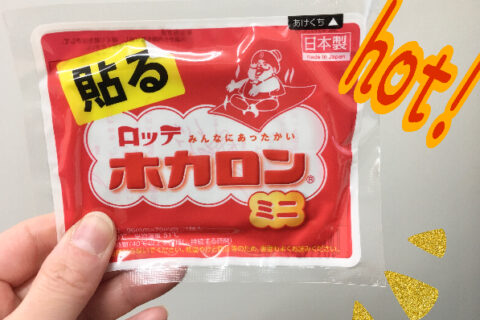 あけくち▲
日本製
Made in Japan
hot!
貼る
ロッテ みんなにあったかい
ホカロン®
ミニ